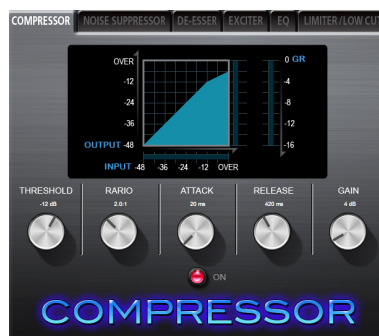 COMPRESSOR NOISE SUPPRESSOR DE-ESSER EXCITER EQ LIMITER/LOW CUT
OVER 0 GR
-12 -4
-24 -8
-36 -12
OUTPUT -48 -16
INPUT -48 -36 -24 -12 OVER
THRESHOLD RARIO ATTACK RELEASE GAIN
-12 dB 2.0:1 20 ms 420 ms 4 dB
ON
COMPRESSOR